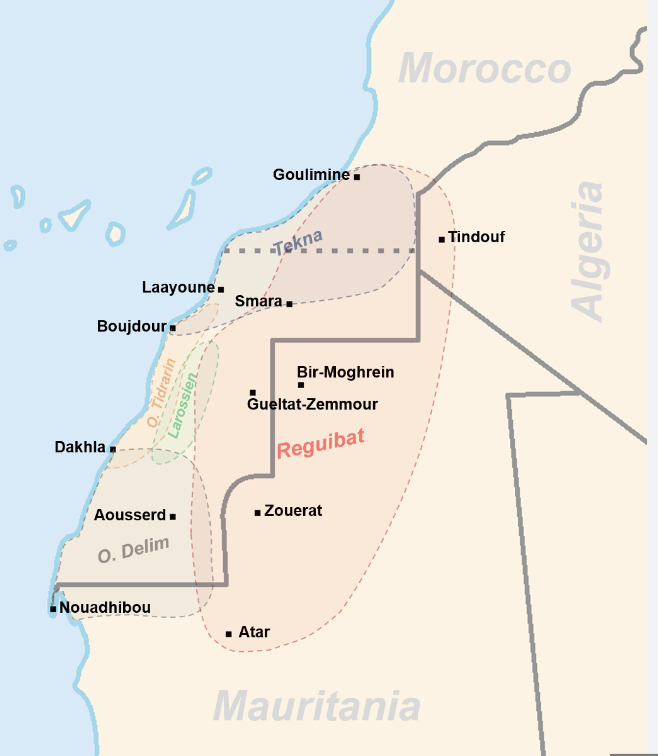 Morocco
Goulimine
Algeria
Tekna
Tindouf
Laayoune
Smara
Boujdour
Bir-Moghrein
O. Tidrarin
Larossien
Gueltat-Zemmour
Dakhla
Reguibat
Aousserd
Zouerat
O. Delim
Nouadhibou
Atar
Mauritania